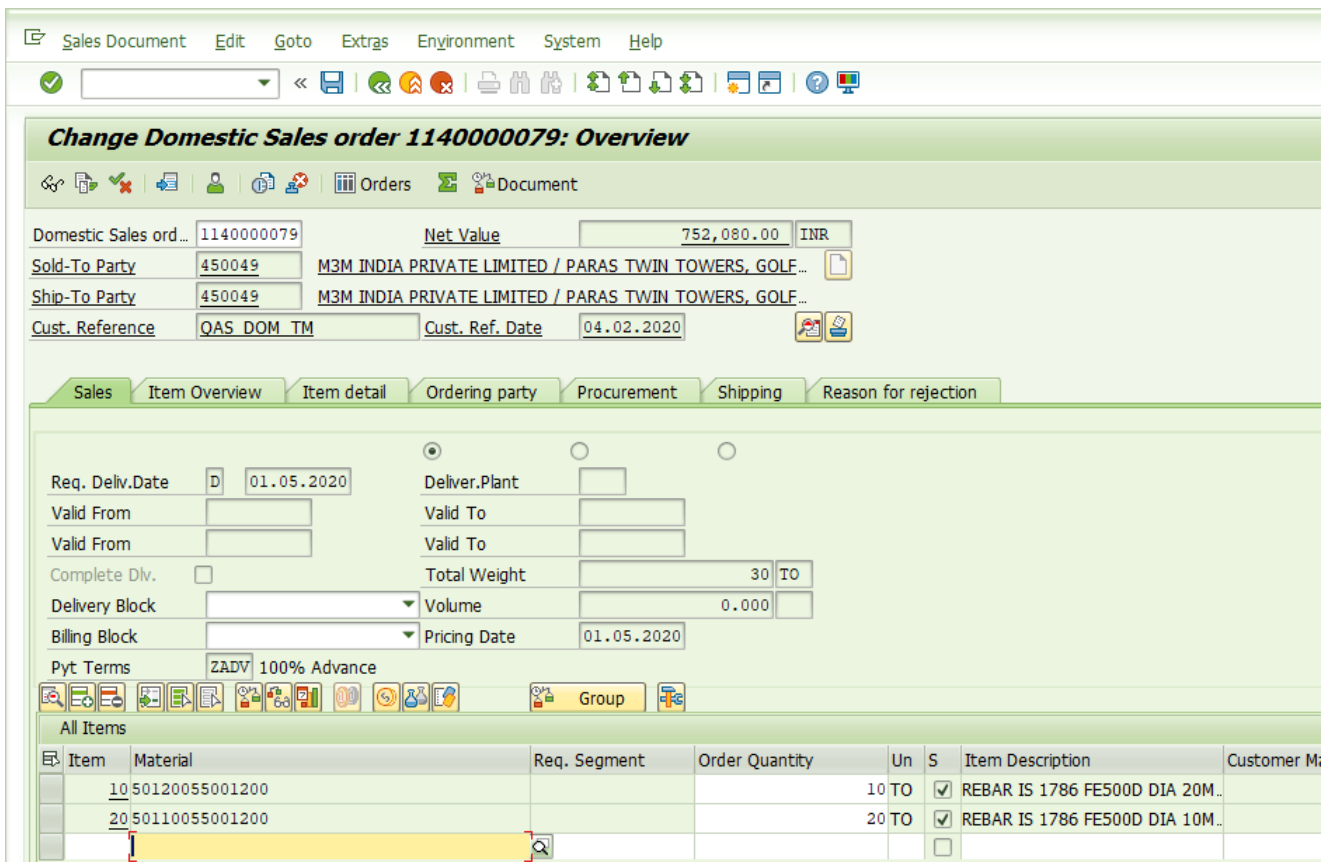 Sales Document Edit Goto Extras Environment System Help
Change Domestic Sales order 1140000079: Overview
Orders Document
Domestic Sales ord... 1140000079 Net Value 752,080.00 INR
Sold-To Party 450049 M3M INDIA PRIVATE LIMITED / PARAS TWIN TOWERS, GOLF...
Ship-To Party 450049 M3M INDIA PRIVATE LIMITED / PARAS TWIN TOWERS, GOLF...
Cust. Reference QAS_DOM_TM Cust. Ref. Date 04.02.2020
Sales Item Overview Item detail Ordering party Procurement Shipping Reason for rejection
Req. Deliv.Date D 01.05.2020 Deliver.Plant
Valid From Valid To
Valid From Valid To
Complete Dlv. Total Weight 30 TO
Delivery Block Volume 0.000
Billing Block Pricing Date 01.05.2020
Pyt Terms ZADV 100% Advance
Group
All Items
Item Material Req. Segment Order Quantity Un S Item Description Customer Ma
10 50120055001200 10 TO REBAR IS 1786 FE500D DIA 20M...
20 50110055001200 20 TO REBAR IS 1786 FE500D DIA 10M...